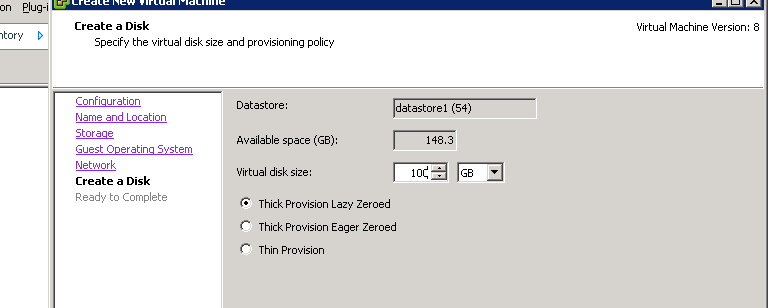 Create New Virtual Machine
on Plug-i
Create a Disk
Specify the virtual disk size and provisioning policy
Virtual Machine Version: 8
ntory
Configuration
Name and Location
Storage
Guest Operating System
Network
Create a Disk
Ready to Complete
Datastore:
datastore1 (54)
Available space (GB):
148.3
Virtual disk size:
100
GB
Thick Provision Lazy Zeroed
Thick Provision Eager Zeroed
Thin Provision